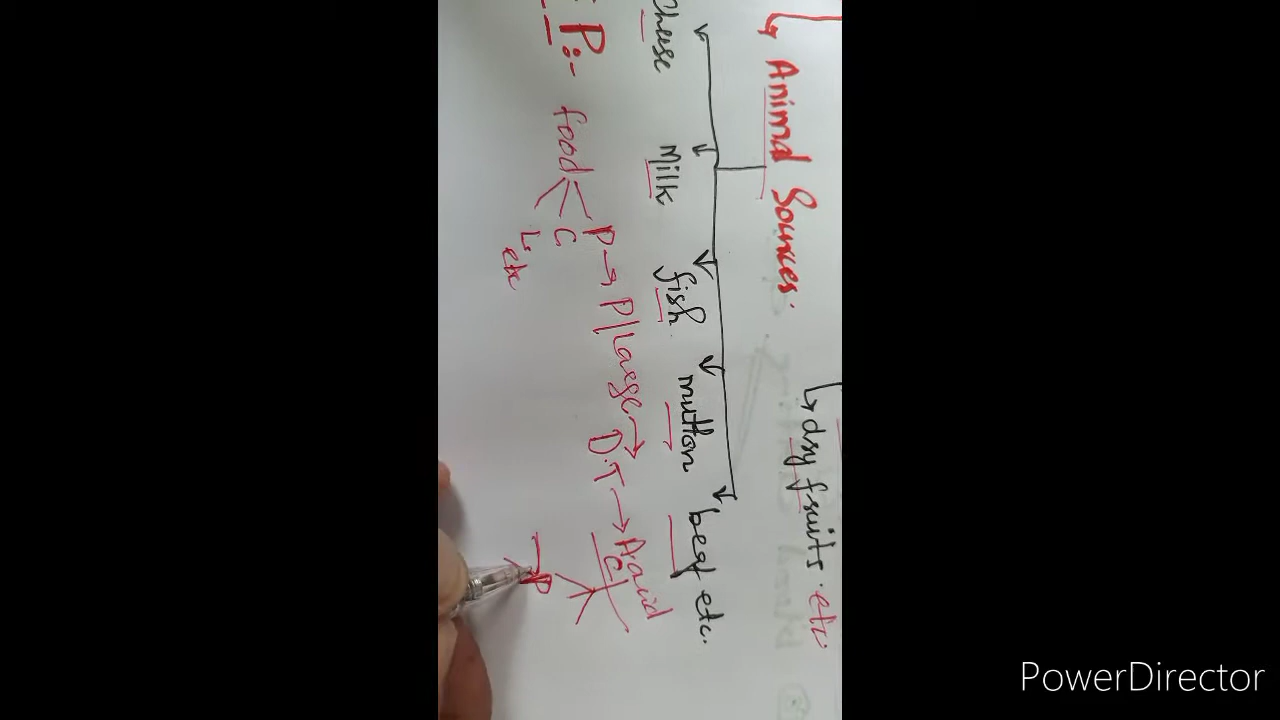 ↳ dry fruits. etc.
↳ Animal Sources.
Cheese Milk fish mutton beef etc.
P:- food P → P/Large → D.T → A.acid
C C
L
etc
P
PowerDirector